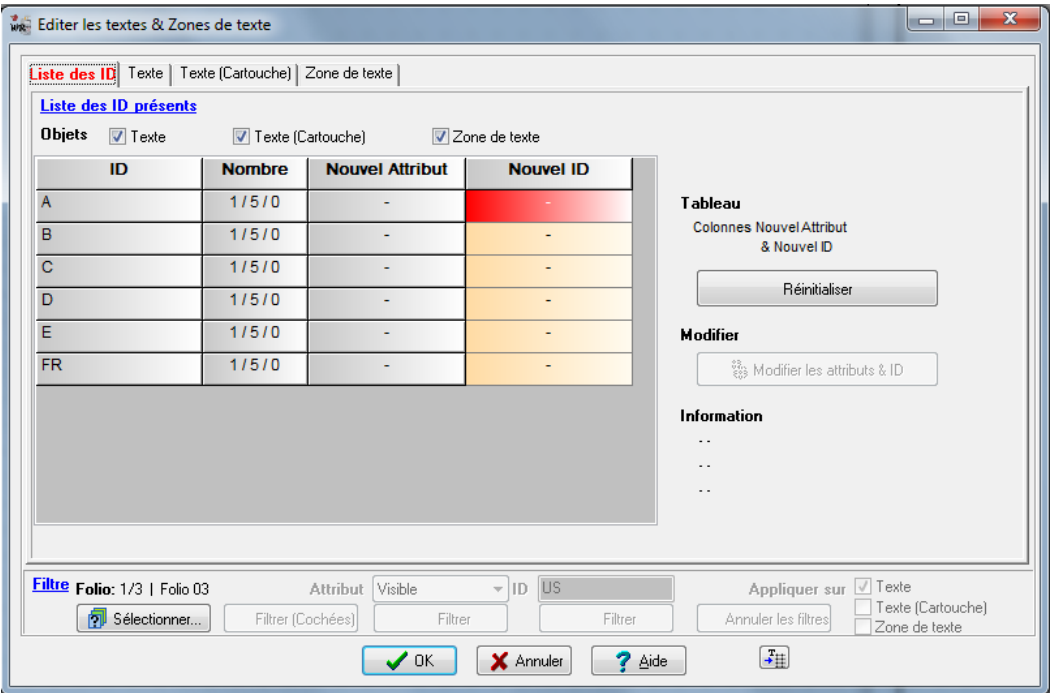 WR Editer les textes & Zones de texte
Liste des ID Texte Texte (Cartouche) Zone de texte
Liste des ID présents
Objets Texte Texte (Cartouche) Zone de texte
ID Nombre Nouvel Attribut Nouvel ID
A 1 / 5 / 0 - -
B 1 / 5 / 0 - -
C 1 / 5 / 0 - -
D 1 / 5 / 0 - -
E 1 / 5 / 0 - -
FR 1 / 5 / 0 - -
Tableau
Colonnes Nouvel Attribut
& Nouvel ID
Réinitialiser
Modifier
Modifier les attributs & ID
Information
- -
- -
- -
Filtre Folio: 1/3 | Folio 03 Attribut Visible ID US Appliquer sur Texte
Texte (Cartouche)
Zone de texte
Sélectionner... Filtrer (Cochées) Filtrer Filtrer Annuler les filtres
OK Annuler Aide